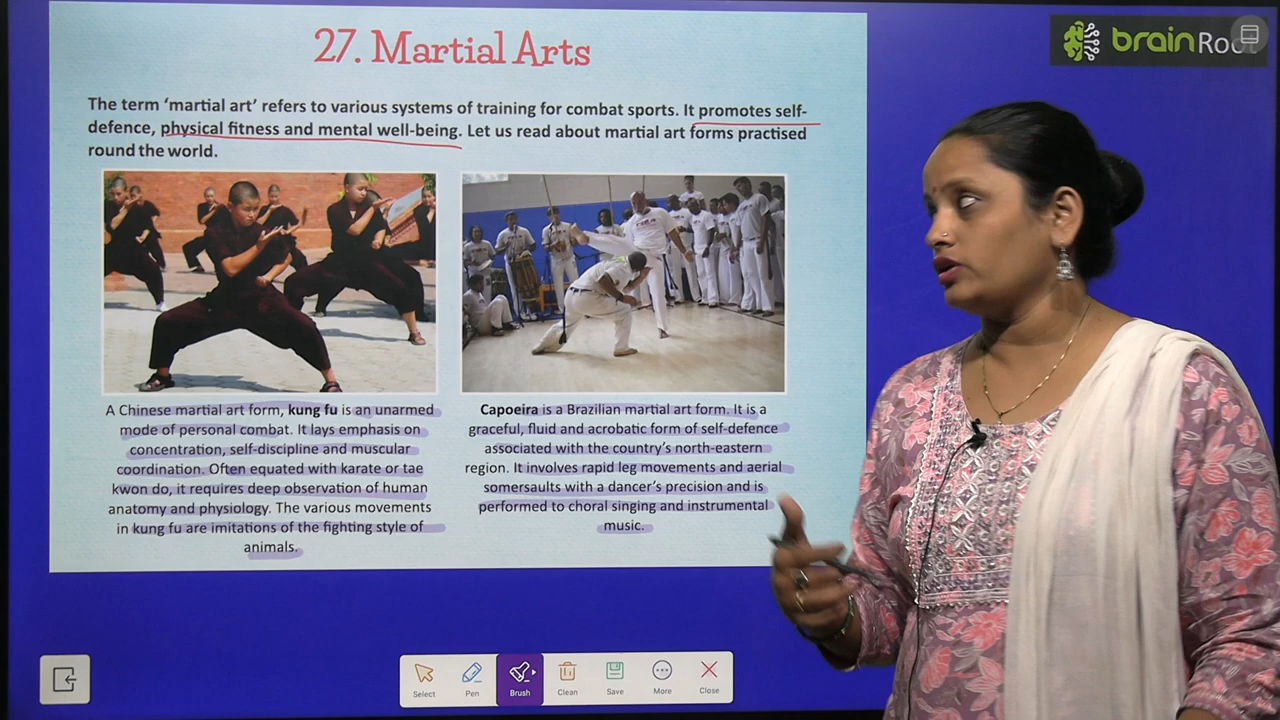 27. Martial Arts
The term ‘martial art’ refers to various systems of training for combat sports. It promotes self-
defence, physical fitness and mental well-being. Let us read about martial art forms practised
round the world.
A Chinese martial art form, kung fu is an unarmed
mode of personal combat. It lays emphasis on
concentration, self-discipline and muscular
coordination. Often equated with karate or tae
kwon do, it requires deep observation of human
anatomy and physiology. The various movements
in kung fu are imitations of the fighting style of
animals.
Capoeira is a Brazilian martial art form. It is a
graceful, fluid and acrobatic form of self-defence
associated with the country’s north-eastern
region. It involves rapid leg movements and aerial
somersaults with a dancer’s precision and is
performed to choral singing and instrumental
music.
brainRoot
Select
Pen
Brush
Clean
Save
More
Close